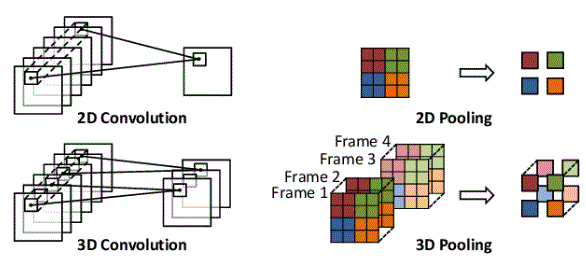 2D Convolution
2D Pooling
Frame 4
Frame 3
Frame 2
Frame 1
3D Convolution
3D Pooling